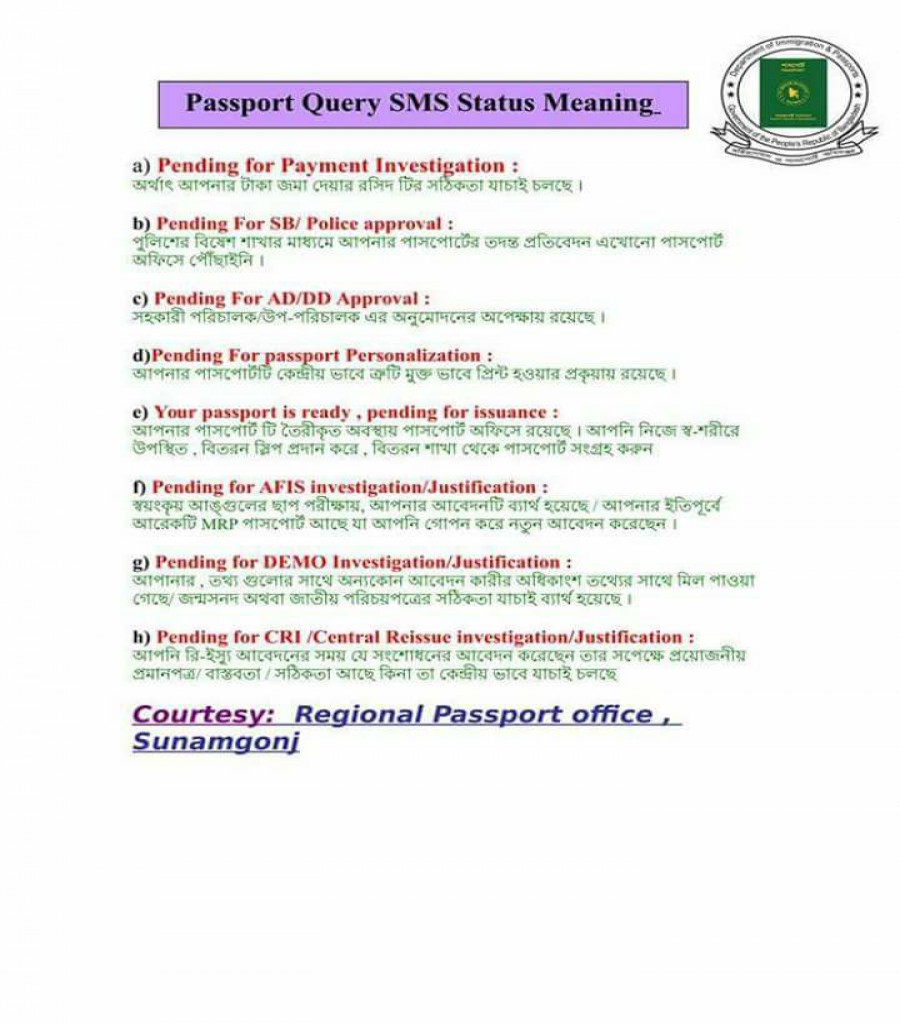 Department of Immigration & Passports
Government of the People's Republic of Bangladesh
Passport Query SMS Status Meaning
a) Pending for Payment Investigation :
অর্থাৎ আপনার টাকা জমা দেয়ার রসিদ টির সঠিকতা যাচাই চলছে ।
b) Pending For SB/ Police approval :
পুলিশের বিষেশ শাখার মাধ্যমে আপনার পাসপোর্টের তদন্ত প্রতিবেদন এখোনো পাসপোর্ট
অফিসে পৌঁছাইনি ।
c) Pending For AD/DD Approval :
সহকারী পরিচালক/উপ-পরিচালক এর অনুমোদনের অপেক্ষায় রয়েছে ।
d)Pending For passport Personalization :
আপনার পাসপোর্টটি কেন্দ্রীয় ভাবে ত্রুটি মুক্ত ভাবে প্রিন্ট হওয়ার প্রকৃয়ায় রয়েছে ।
e) Your passport is ready , pending for issuance :
আপনার পাসপোর্ট টি তৈরীকৃত অবস্থায় পাসপোর্ট অফিসে রয়েছে । আপনি নিজে স্ব-শরীরে
উপস্থিত , বিতরন স্লিপ প্রদান করে , বিতরন শাখা থেকে পাসপোর্ট সংগ্রহ করুন
f) Pending for AFIS investigation/Justification :
স্বয়ংকৃয় আঙ্গুলের ছাপ পরীক্ষায়, আপনার আবেদনটি ব্যার্থ হয়েছে / আপনার ইতিপূর্বে
আরেকটি MRP পাসপোর্ট আছে যা আপনি গোপন করে নতুন আবেদন করেছেন ।
g) Pending for DEMO Investigation/Justification :
আপানার , তথ্য গুলোর সাথে অন্যকোন আবেদন কারীর অধিকাংশ তথ্যের সাথে মিল পাওয়া
গেছে/ জন্মসনদ অথবা জাতীয় পরিচয়পত্রের সঠিকতা যাচাই ব্যার্থ হয়েছে ।
h) Pending for CRI /Central Reissue investigation/Justification :
আপনি রি-ইস্যু আবেদনের সময় যে সংশোধনের আবেদন করেছেন তার সপেক্ষে প্রয়োজনীয়
প্রমানপত্র/ বাস্তবতা / সঠিকতা আছে কিনা তা কেন্দ্রীয় ভাবে যাচাই চলছে
Courtesy: Regional Passport office ,
Sunamgonj